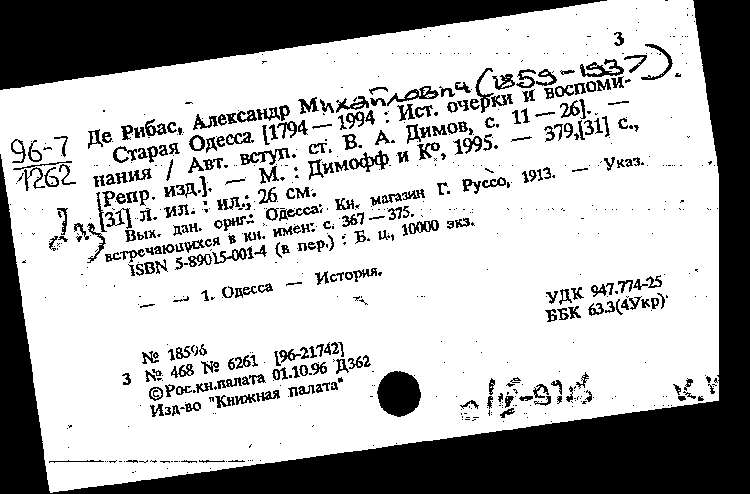 3
96-7
1262
2 экз
Де Рибас, Александр Михайлович (1859-1937).
Старая Одесса [1794 — 1994 : Ист. очерки и воспоми-
нания / Авт. вступ. ст. В. А. Димов, с. 11 — 26]. —
[Репр. изд.]. — М. : Димофф и К°, 1995. — 379,[31] с.,
[31] л. ил. : ил.; 26 см.
Вых. дан. ориг.: Одесса: Кн. магазин Г. Руссо, 1913. — Указ.
встречающихся в кн. имен: с. 367 — 375.
ISBN 5-89015-001-4 (в пер.) : Б. ц., 10000 экз.
— — 1. Одесса — История.
УДК 947.774-25
ББК 63.3(4Укр)
№ 18596
3 № 468 № 6261 [96-21742]
©Рос.кн.палата 01.10.96 Д362
Изд-во "Книжная палата"